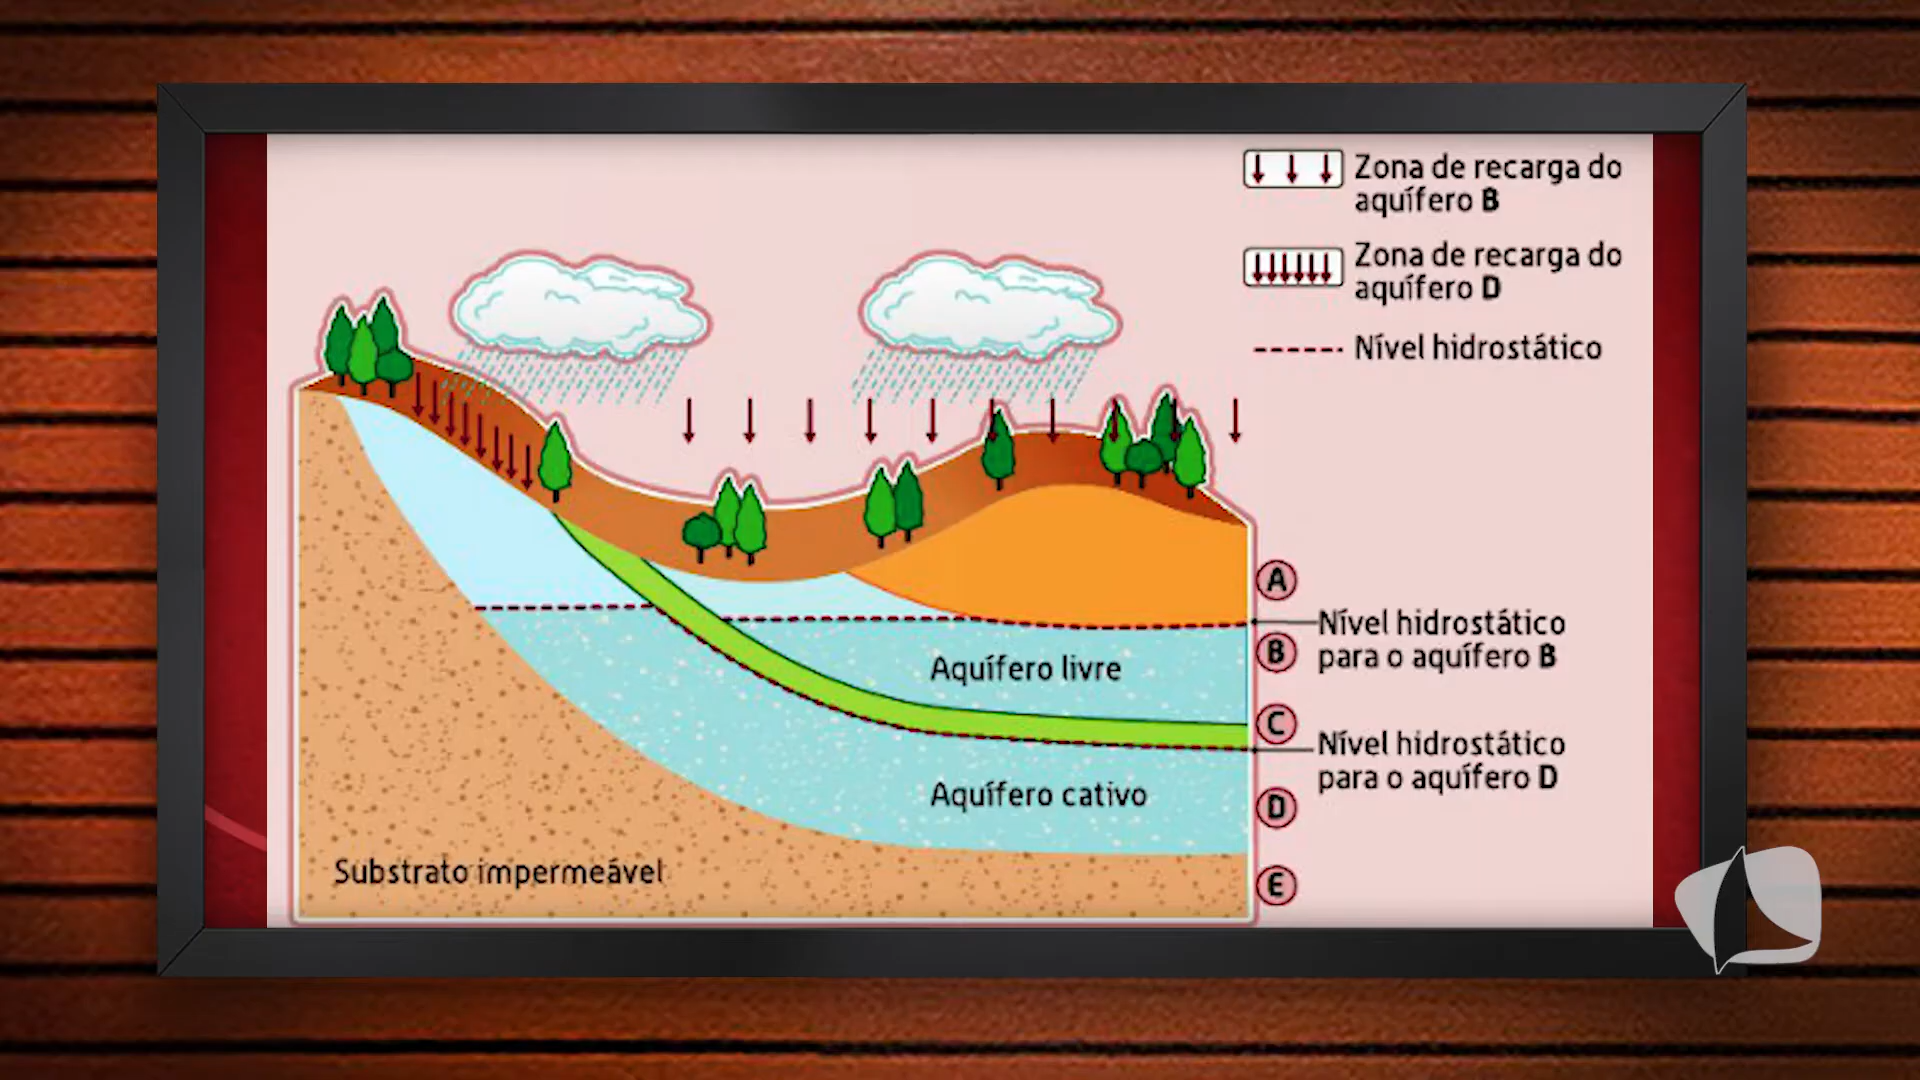 Zona de recarga do
aquífero B
Zona de recarga do
aquífero D
Nível hidrostático
A
Nível hidrostático
para o aquífero B
B
Aquífero livre
C
Nível hidrostático
para o aquífero D
Aquífero cativo
D
Substrato impermeável
E